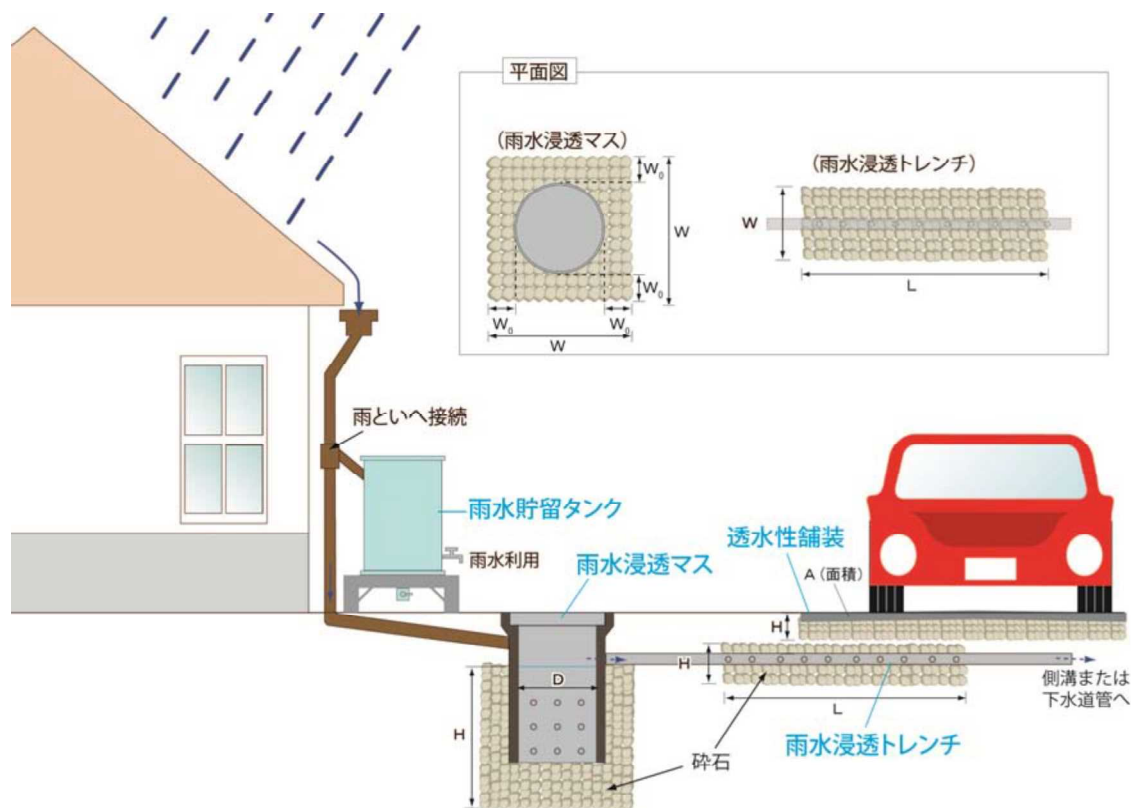 平面図
(雨水浸透マス)
W₀
W
W₀
W₀
W₀
W
(雨水浸透トレンチ)
W
L
雨といへ接続
雨水貯留タンク
雨水利用
雨水浸透マス
透水性舗装
A(面積)
H
H
D
L
側溝または
下水道管へ
雨水浸透トレンチ
H
砕石